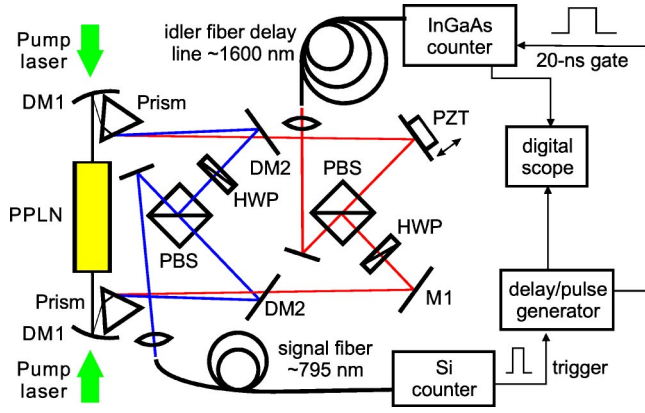 Pump
laser
idler fiber delay
line ~1600 nm
InGaAs
counter
20-ns gate
DM1
Prism
PZT
DM2
digital
scope
HWP
PBS
PPLN
PBS
HWP
Prism
DM2
M1
delay/pulse
generator
DM1
signal fiber
~795 nm
Si
counter
trigger
Pump
laser